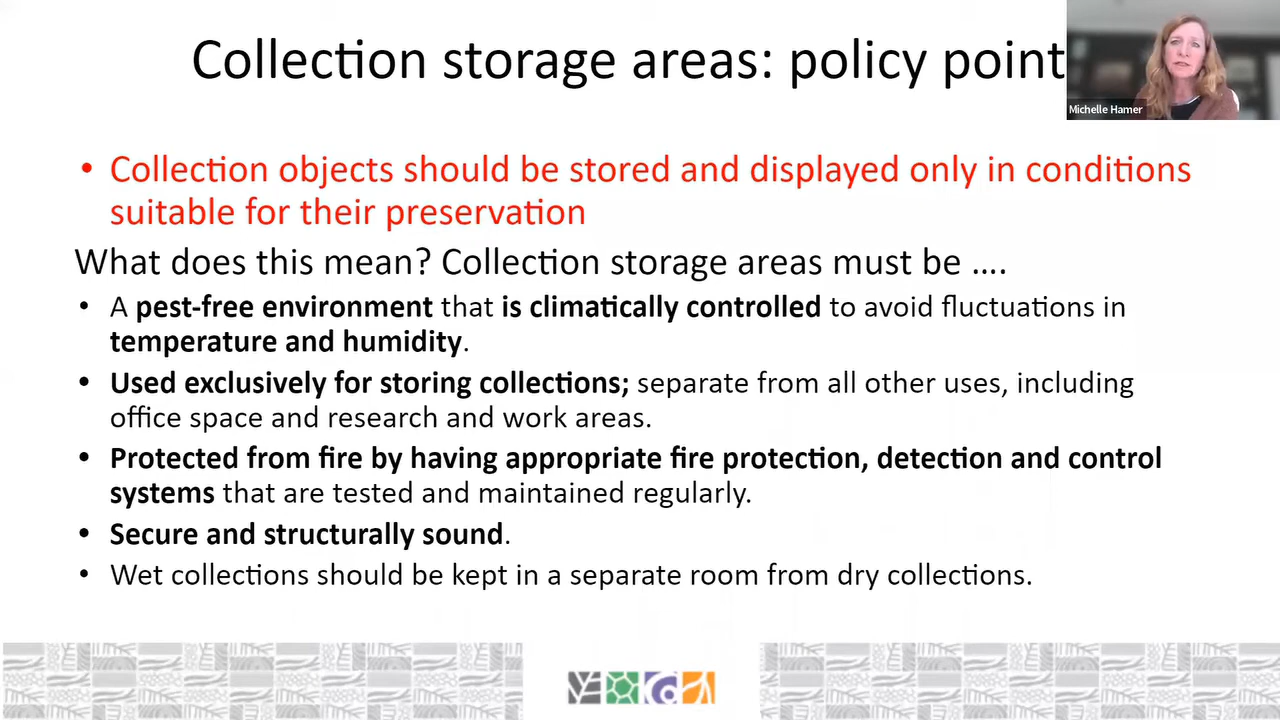 Collection storage areas: policy point
Michelle Hamer
• Collection objects should be stored and displayed only in conditions
suitable for their preservation
What does this mean? Collection storage areas must be ....
• A pest-free environment that is climatically controlled to avoid fluctuations in
temperature and humidity.
• Used exclusively for storing collections; separate from all other uses, including
office space and research and work areas.
• Protected from fire by having appropriate fire protection, detection and control
systems that are tested and maintained regularly.
• Secure and structurally sound.
• Wet collections should be kept in a separate room from dry collections.